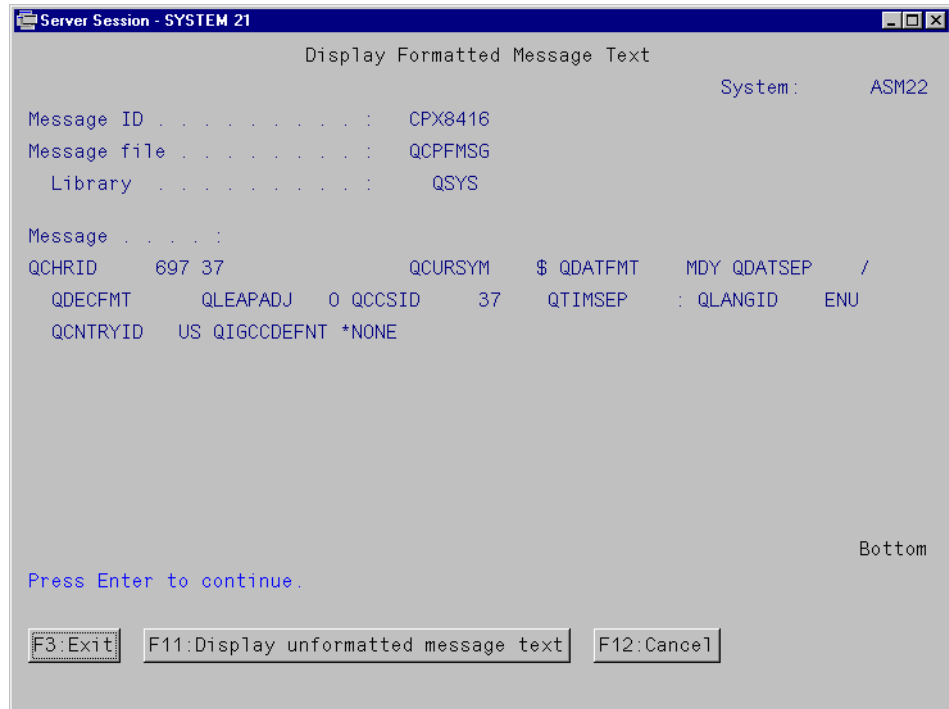 Server Session - SYSTEM 21
Display Formatted Message Text
System: ASM22
Message ID . . . . . . . . . : CPX8416
Message file . . . . . . . . : QCPFMSG
Library . . . . . . . . . : QSYS
Message . . . . :
QCHRID 697 37 QCURSYM $ QDATFMT MDY QDATSEP /
QDECFMT QLEAPADJ 0 QCCSID 37 QTIMSEP : QLANGID ENU
QCNTRYID US QIGCCDEFNT *NONE
Bottom
Press Enter to continue.
F3:Exit F11:Display unformatted message text F12:Cancel